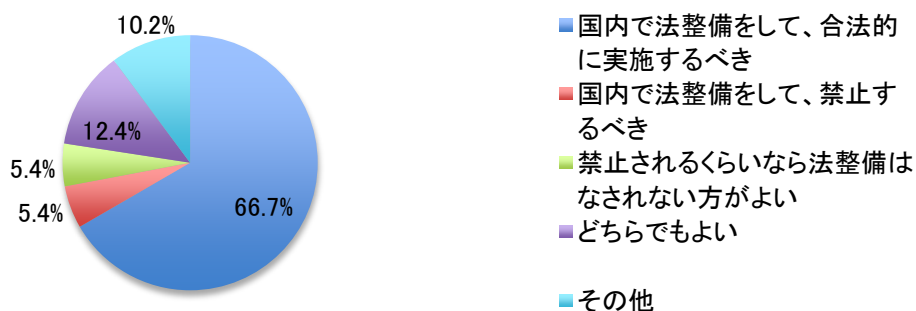 10.2%
12.4%
5.4%
5.4%
66.7%
国内で法整備をして、合法的
に実施するべき
国内で法整備をして、禁止す
るべき
禁止されるくらいなら法整備は
なされない方がよい
どちらでもよい
その他